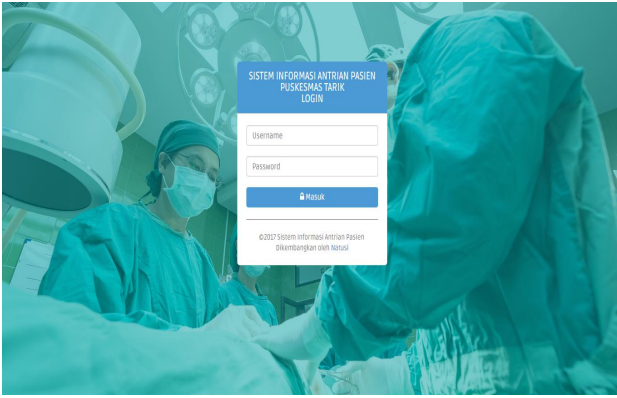 SISTEM INFORMASI ANTRIAN PASIEN
PUSKESMAS TARIK
LOGIN
Username
Password
Masuk
©2017 Sistem Informasi Antrian Pasien
Dikembangkan oleh Natusi